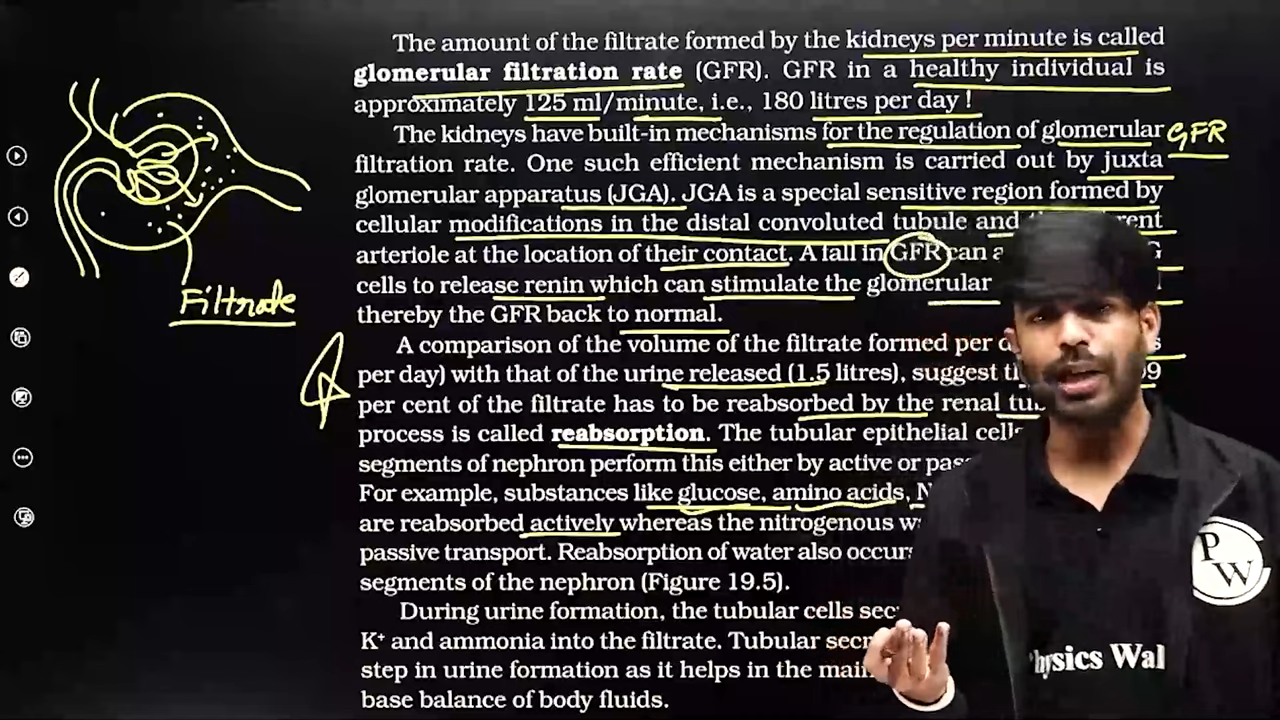 The amount of the filtrate formed by the kidneys per minute is called
glomerular filtration rate (GFR). GFR in a healthy individual is
approximately 125 ml/minute, i.e., 180 litres per day !
The kidneys have built-in mechanisms for the regulation of glomerular GFR
filtration rate. One such efficient mechanism is carried out by juxta
glomerular apparatus (JGA). JGA is a special sensitive region formed by
cellular modifications in the distal convoluted tubule and
arteriole at the location of their contact. A fall in GFR can
cells to release renin which can stimulate the glomerular
Filtrate
thereby the GFR back to normal.
A comparison of the volume of the filtrate formed per
per day) with that of the urine released (1.5 litres), suggest
per cent of the filtrate has to be reabsorbed by the renal
process is called reabsorption. The tubular epithelial
segments of nephron perform this either by active or
For example, substances like glucose, amino acids,
are reabsorbed actively whereas the nitrogenous
passive transport. Reabsorption of water also occurs
segments of the nephron (Figure 19.5).
During urine formation, the tubular cells
K⁺ and ammonia into the filtrate. Tubular
step in urine formation as it helps in the
base balance of body fluids.
PW
hysics Wal